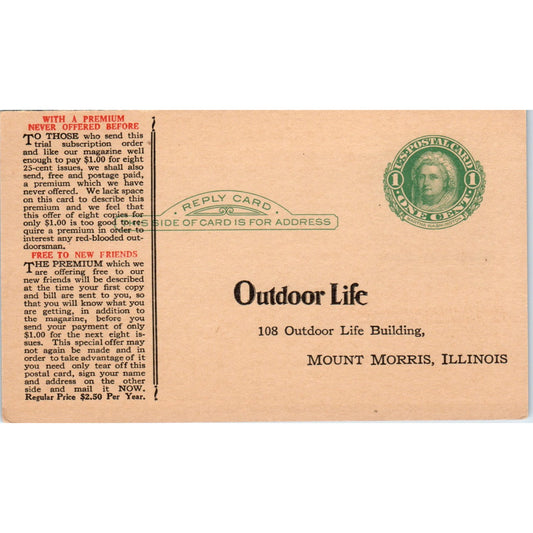 WITH A PREMIUM
NEVER OFFERED BEFORE
TO THOSE who send this
trial subscription order
and like our magazine well
enough to pay $1.00 for eight
25-cent issues, we shall also
send, free and postage paid,
a premium which we have
never offered. We lack space
on this card to describe this
premium and we feel that
this offer of eight copies for
only $1.00 is too good to re-
quire a premium in order to
interest any red-blooded out-
doorsman.
FREE TO NEW FRIENDS
THE PREMIUM which we
are offering free to our
new friends will be described
at the time your first copy
and bill are sent to you, so
that you will know what you
are getting, in addition to
the magazine, before you
send your payment of only
$1.00 for the next eight is-
sues. This special offer may
not again be made and in
order to take advantage of it
you need only tear off this
postal card, sign your name
and address on the other
side and mail it NOW.
Regular Price $2.50 Per Year.
REPLY CARD
THIS SIDE OF CARD IS FOR ADDRESS
U.S. POSTAL CARD
1 1
ONE CENT
MARTHA WASHINGTON
Outdoor Life
108 Outdoor Life Building,
MOUNT MORRIS, ILLINOIS